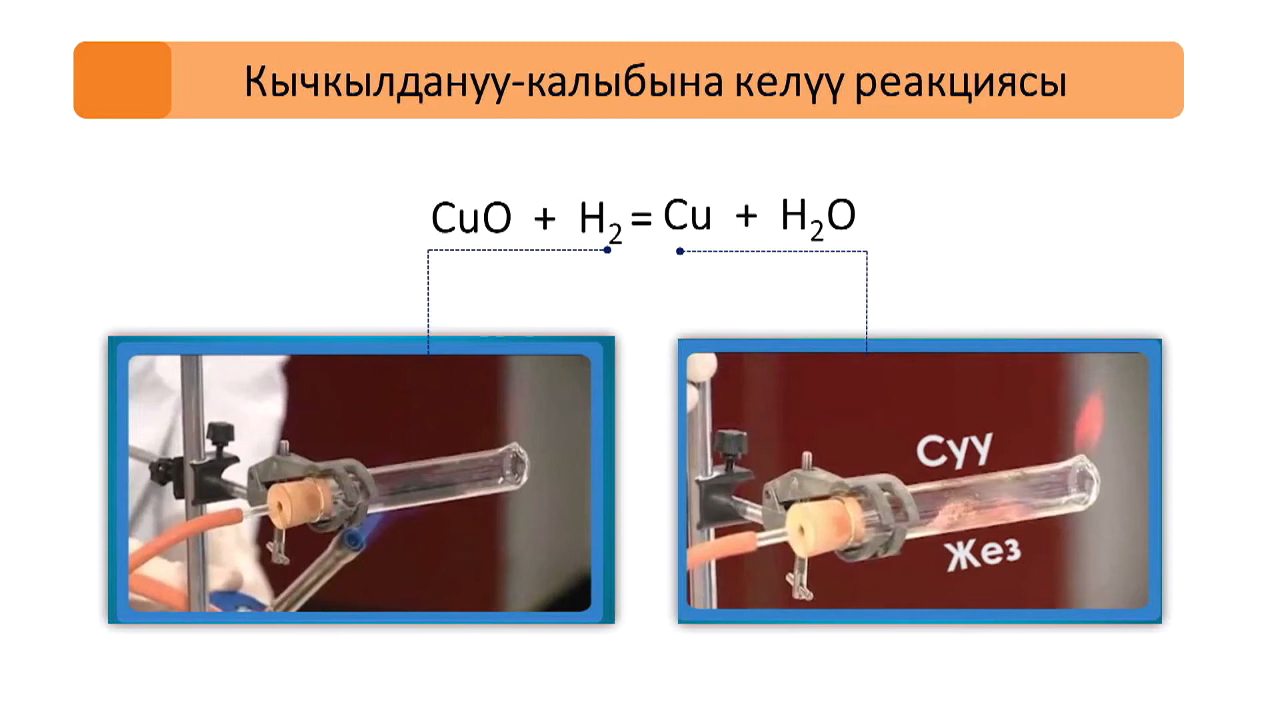 Кычкылдануу-калыбына келүү реакциясы
CuO + H₂ = Cu + H₂O
Суу
Жез